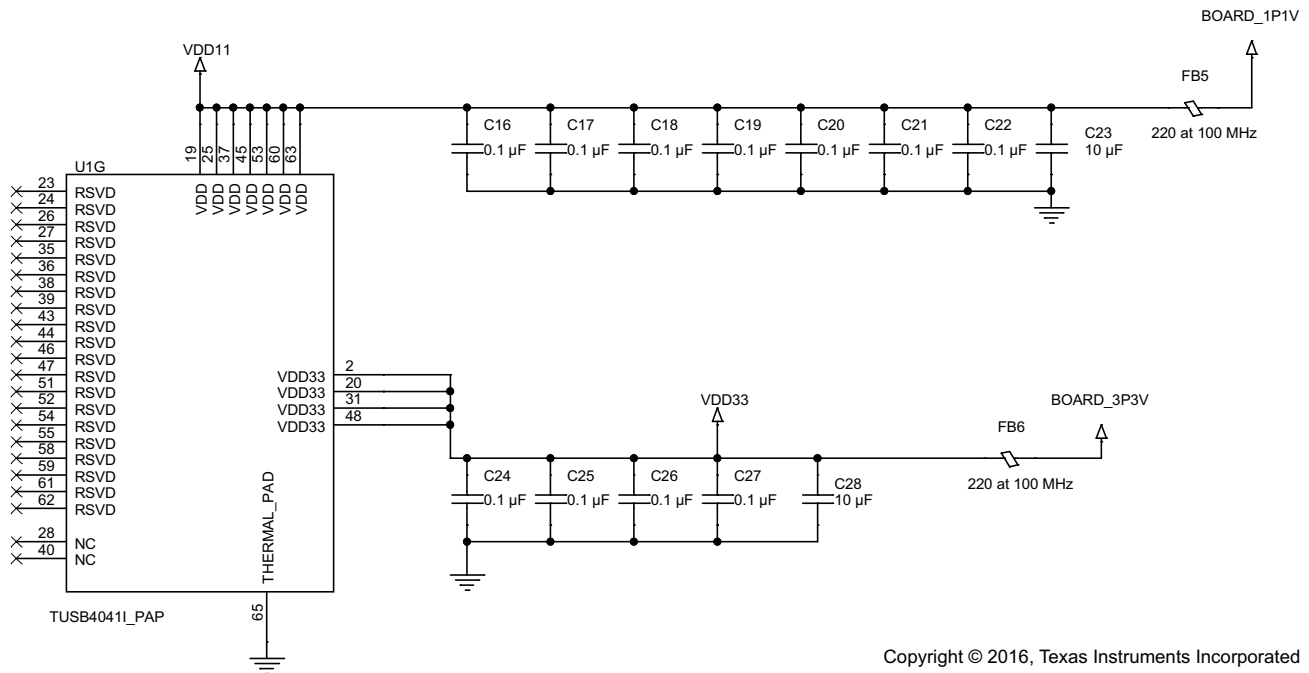 BOARD_1P1V
VDD11
FB5
220 at 100 MHz
C16
0.1 µF
C17
0.1 µF
C18
0.1 µF
C19
0.1 µF
C20
0.1 µF
C21
0.1 µF
C22
0.1 µF
C23
10 µF
19
25
37
45
53
60
63
U1G
VDD
VDD
VDD
VDD
VDD
VDD
VDD
23 RSVD
24 RSVD
26 RSVD
27 RSVD
35 RSVD
36 RSVD
38 RSVD
39 RSVD
43 RSVD
44 RSVD
46 RSVD
47 RSVD
51 RSVD
52 RSVD
54 RSVD
55 RSVD
58 RSVD
59 RSVD
61 RSVD
62 RSVD
28 NC
40 NC
VDD33 2
VDD33 20
VDD33 31
VDD33 48
THERMAL_PAD
65
TUSB4041I_PAP
VDD33
BOARD_3P3V
FB6
220 at 100 MHz
C24
0.1 µF
C25
0.1 µF
C26
0.1 µF
C27
0.1 µF
C28
10 µF
Copyright © 2016, Texas Instruments Incorporated